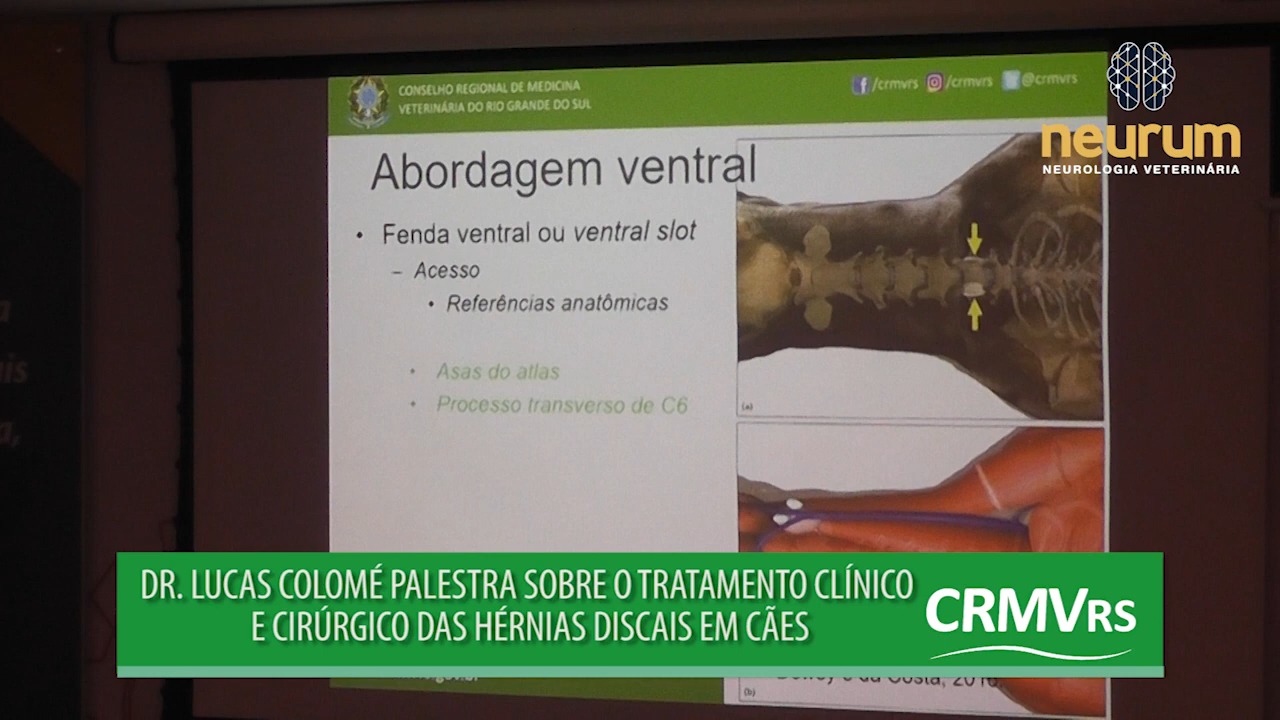 CONSELHO REGIONAL DE MEDICINA
VETERINÁRIA DO RIO GRANDE DO SUL
/crmvrs
/crmvrs
@crmvrs
neurum
NEUROLOGIA VETERINÁRIA
Abordagem ventral
• Fenda ventral ou ventral slot
– Acesso
• Referências anatômicas
• Asas do atlas
• Processo transverso de C6
(a)
DR. LUCAS COLOMÉ PALESTRA SOBRE O TRATAMENTO CLÍNICO
E CIRÚRGICO DAS HÉRNIAS DISCAIS EM CÃES
CRMVRS
(b)